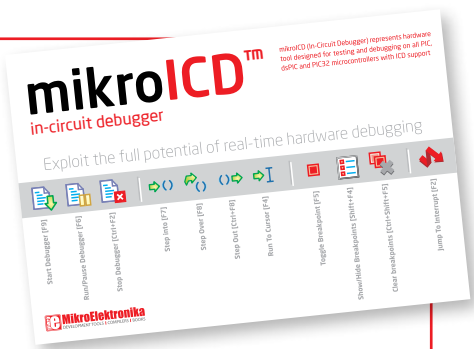 mikroICD™
in-circuit debugger
mikroICD (In-Circuit Debugger) represents hardware
tool designed for testing and debugging on all PIC,
dsPIC and PIC32 microcontrollers with ICD support
Exploit the full potential of real-time hardware debugging
Start Debugger [F9]
Run/Pause Debugger [F6]
Stop Debugger [Ctrl+F2]
Step Into [F7]
Step Over [F8]
Step Out [Ctrl+F8]
Run To Cursor [F4]
Toggle Breakpoint [F5]
Show/Hide Breakpoints [Shift+F4]
Clear breakpoints [Ctrl+Shift+F5]
Jump To Interrupt [F2]
MikroElektronika
DEVELOPMENT TOOLS | COMPILERS | BOOKS